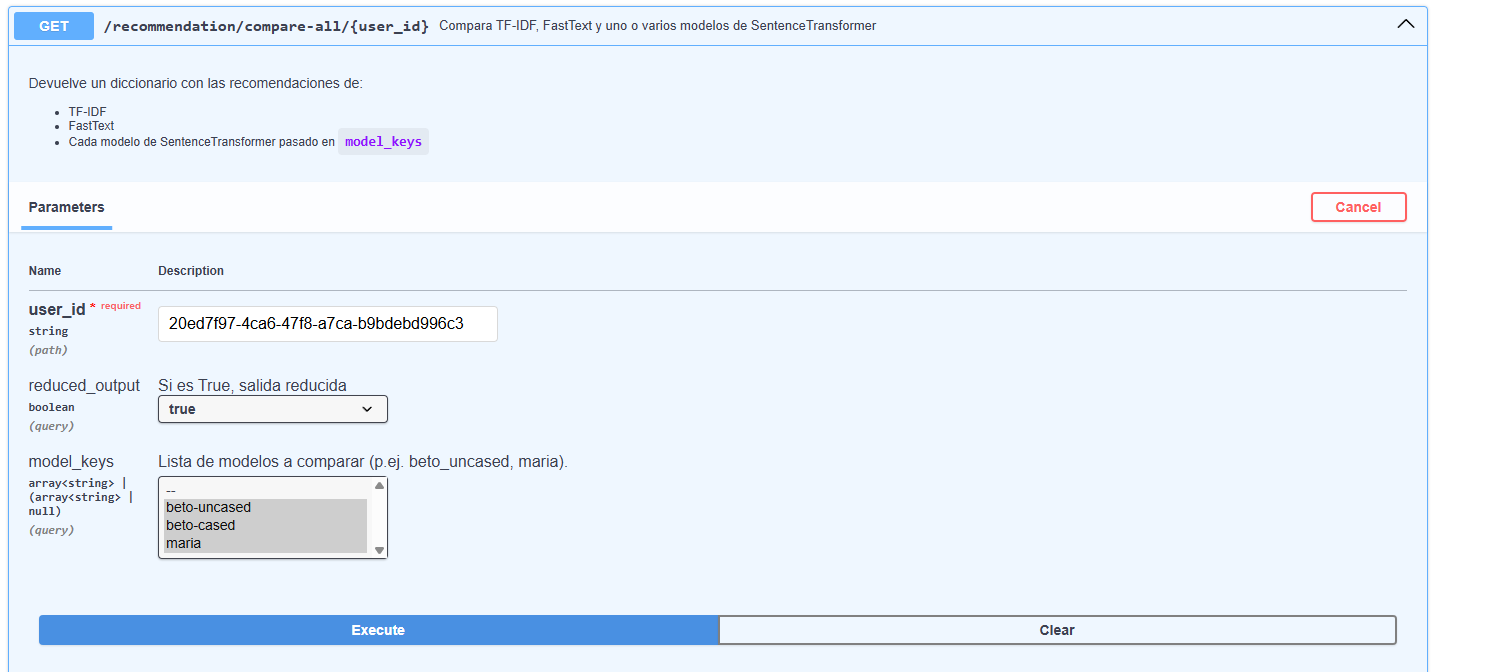 GET /recommendation/compare-all/{user_id} Compara TF-IDF, FastText y uno o varios modelos de SentenceTransformer
Devuelve un diccionario con las recomendaciones de:
TF-IDF
FastText
Cada modelo de SentenceTransformer pasado en model_keys
Parameters
Cancel
Name Description
user_id * required
string
(path)
20ed7f97-4ca6-47f8-a7ca-b9bdebd996c3
reduced_output
boolean
(query)
Si es True, salida reducida
true
model_keys
array<string> |
(array<string> |
null)
(query)
Lista de modelos a comparar (p.ej. beto_uncased, maria).
--
beto-uncased
beto-cased
maria
Execute
Clear